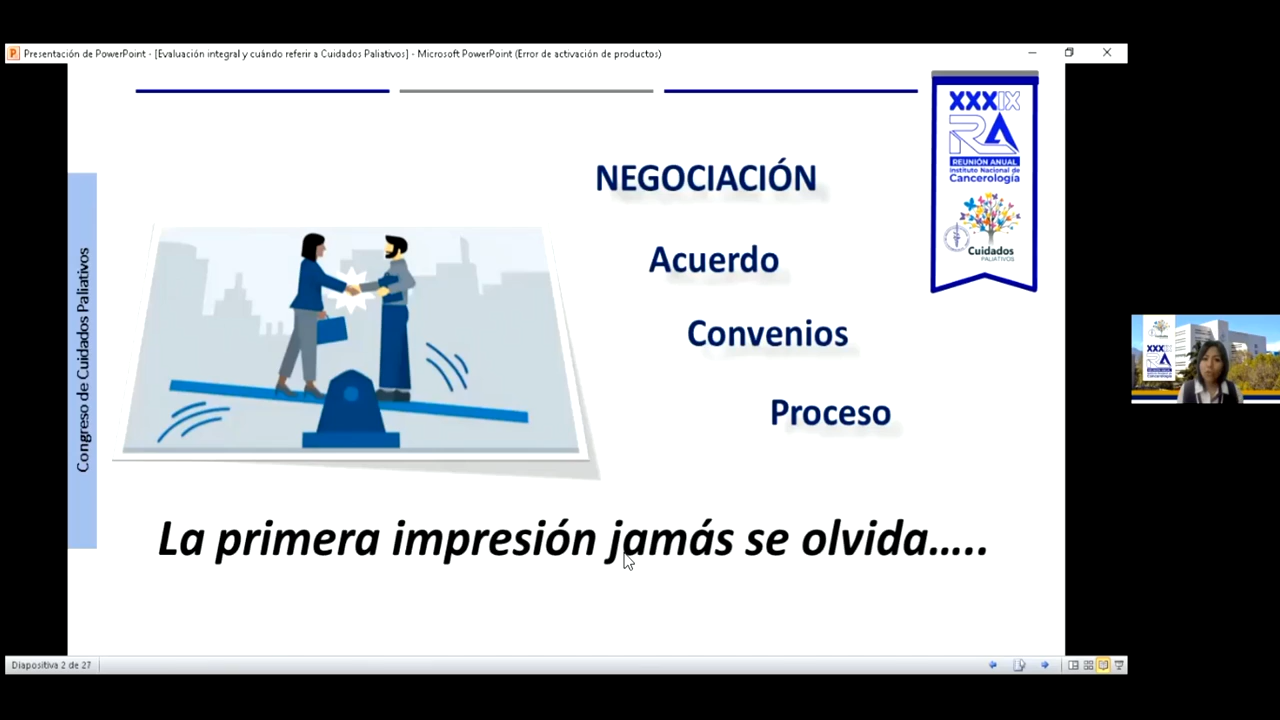 Presentación de PowerPoint - [Evaluación integral y cuándo referir a Cuidados Paliativos] - Microsoft PowerPoint (Error de activación de productos)
XXXIX
RA
REUNIÓN ANUAL
Instituto Nacional de
Cancerología
Cuidados
PALIATIVOS
Congreso de Cuidados Paliativos
NEGOCIACIÓN
Acuerdo
Convenios
Proceso
La primera impresión jamás se olvida.....
Diapositiva 2 de 27
XXXIX
RA